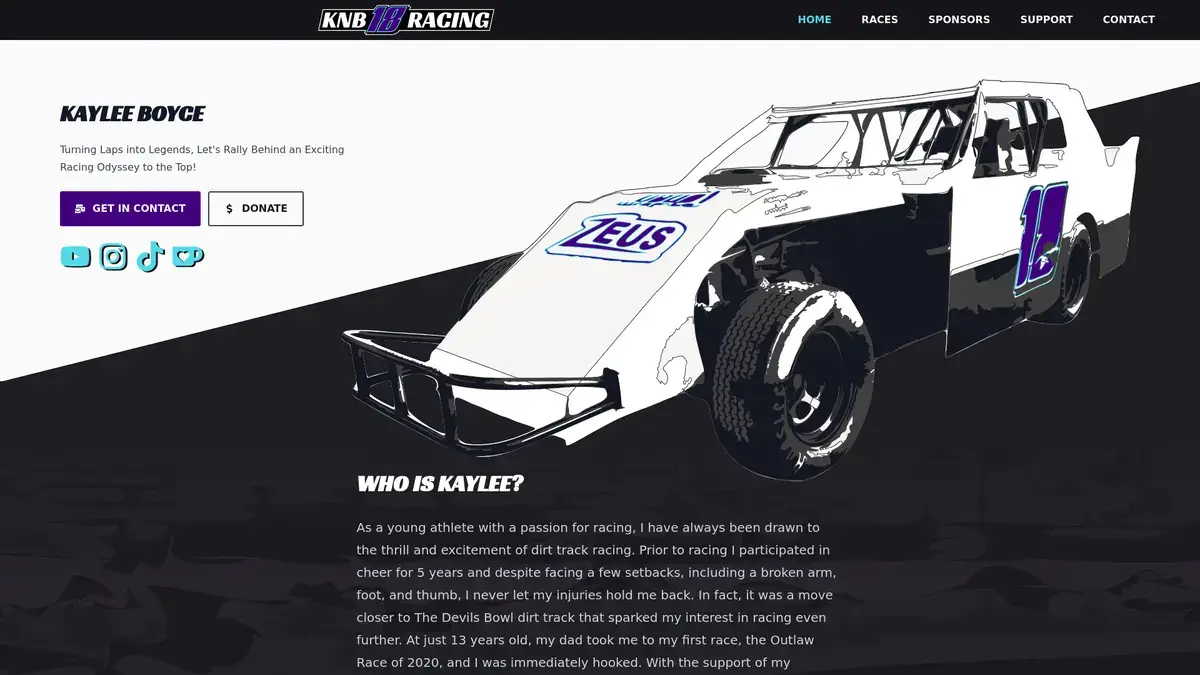 KNB 18 RACING
HOME
RACES
SPONSORS
SUPPORT
CONTACT
KAYLEE BOYCE
Turning Laps into Legends, Let's Rally Behind an Exciting
Racing Odyssey to the Top!
GET IN CONTACT
$ DONATE
ZEUS
18
WHO IS KAYLEE?
As a young athlete with a passion for racing, I have always been drawn to
the thrill and excitement of dirt track racing. Prior to racing I participated in
cheer for 5 years and despite facing a few setbacks, including a broken arm,
foot, and thumb, I never let my injuries hold me back. In fact, it was a move
closer to The Devils Bowl dirt track that sparked my interest in racing even
further. At just 13 years old, my dad took me to my first race, the Outlaw
Race of 2020, and I was immediately hooked. With the support of my